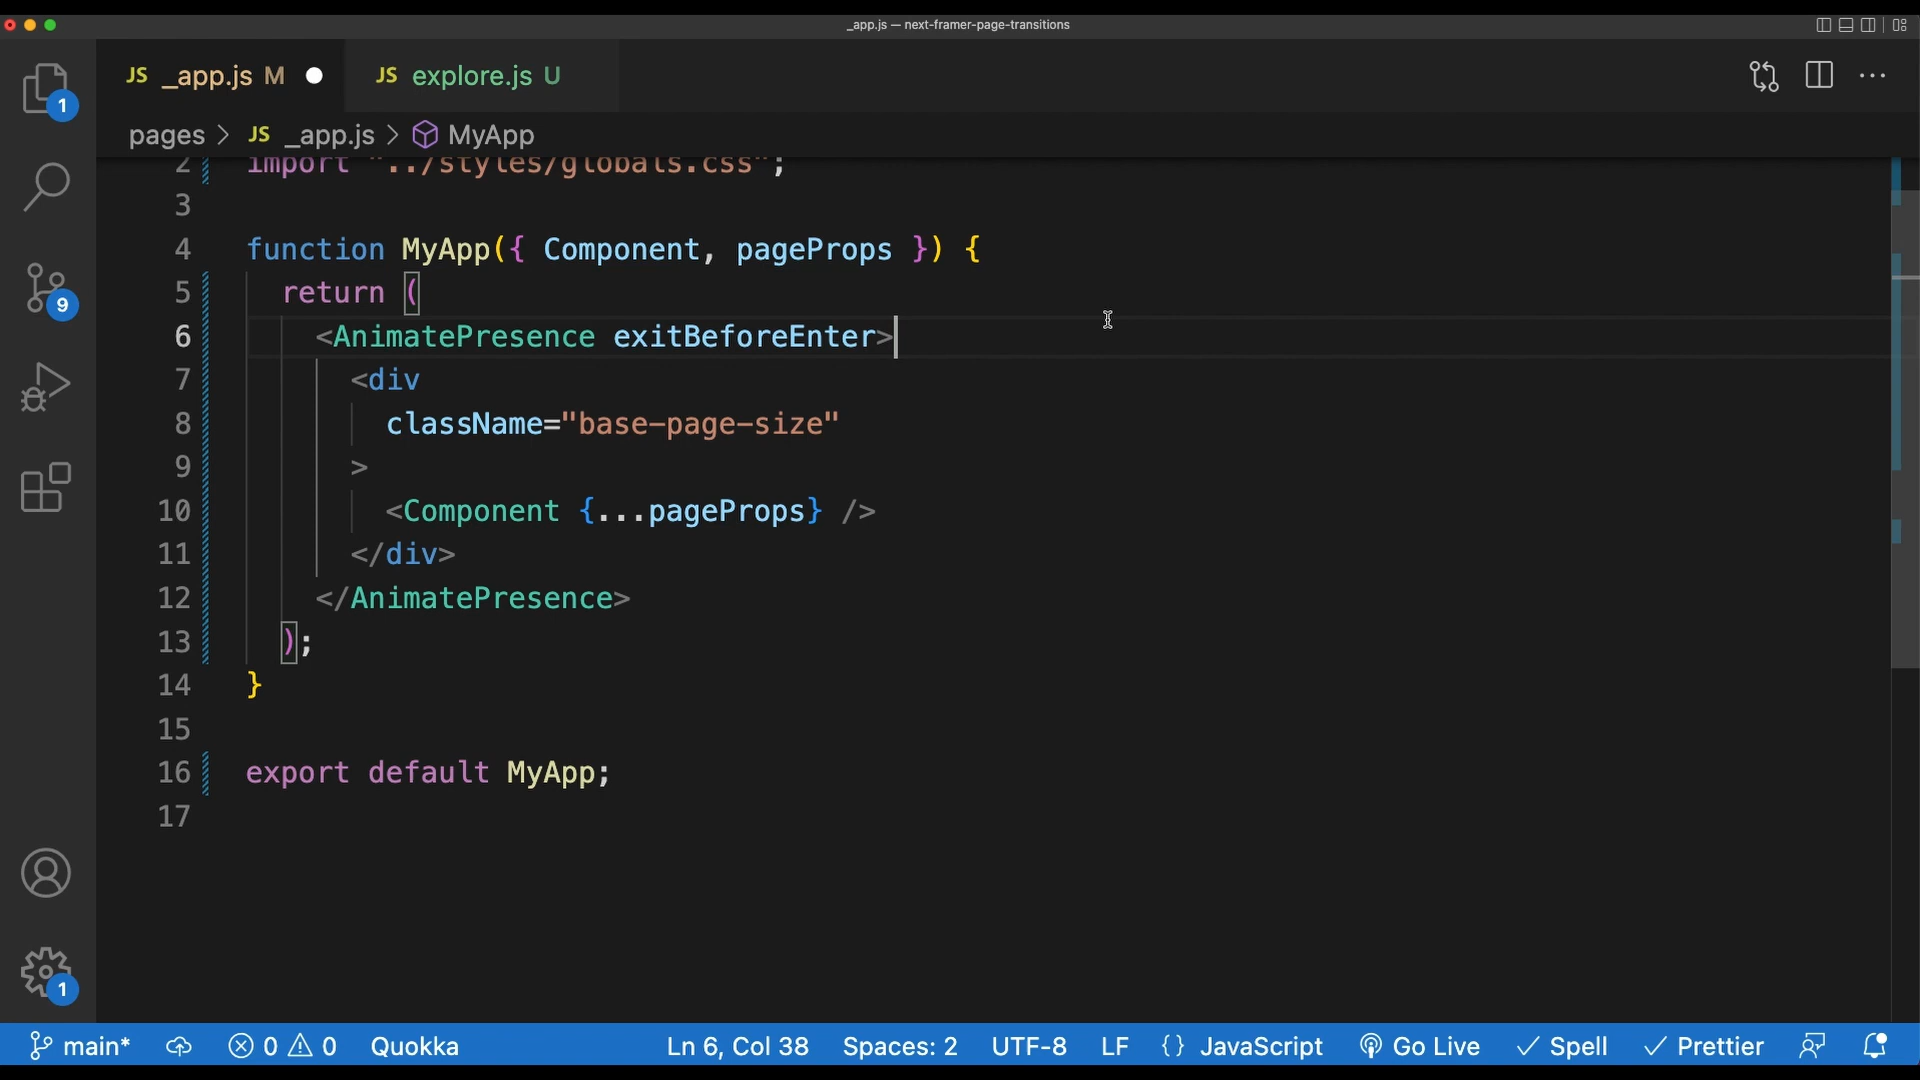 _app.js — next-framer-page-transitions
JS _app.js M JS explore.js U
pages > JS _app.js > MyApp
1
2 import "../styles/globals.css";
3
4 function MyApp({ Component, pageProps }) {
5 return (
9
6 <AnimatePresence exitBeforeEnter>
7 <div
8 className="base-page-size"
9 >
10 <Component {...pageProps} />
11 </div>
12 </AnimatePresence>
13 );
14 }
15
16 export default MyApp;
17
1
main* 0 0 Quokka Ln 6, Col 38 Spaces: 2 UTF-8 LF {} JavaScript Go Live ✓ Spell ✓ Prettier